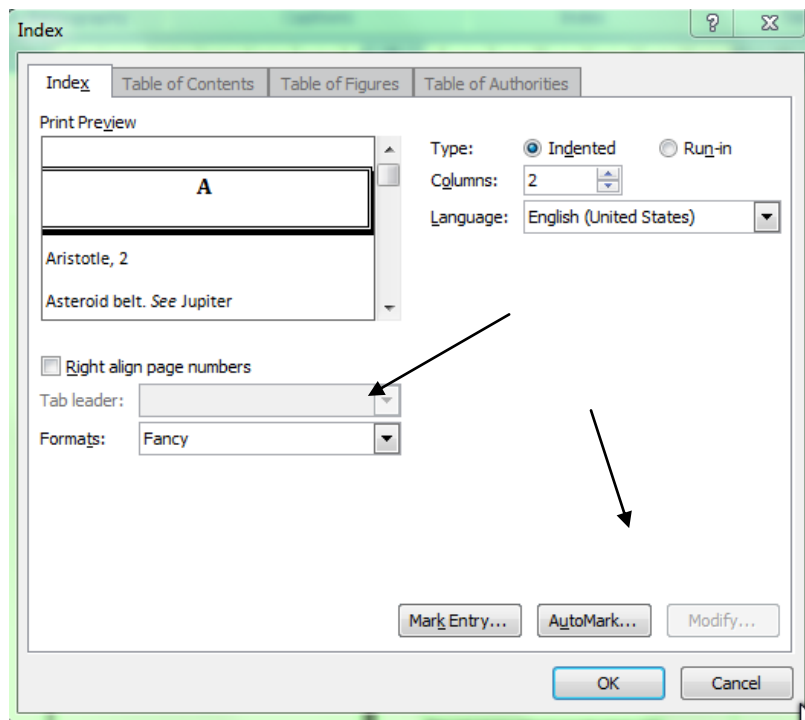 Index
Index Table of Contents Table of Figures Table of Authorities
Print Preview
A
Aristotle, 2
Asteroid belt. See Jupiter
Type: Indented Run-in
Columns: 2
Language: English (United States)
Right align page numbers
Tab leader:
Formats: Fancy
Mark Entry... AutoMark... Modify...
OK Cancel